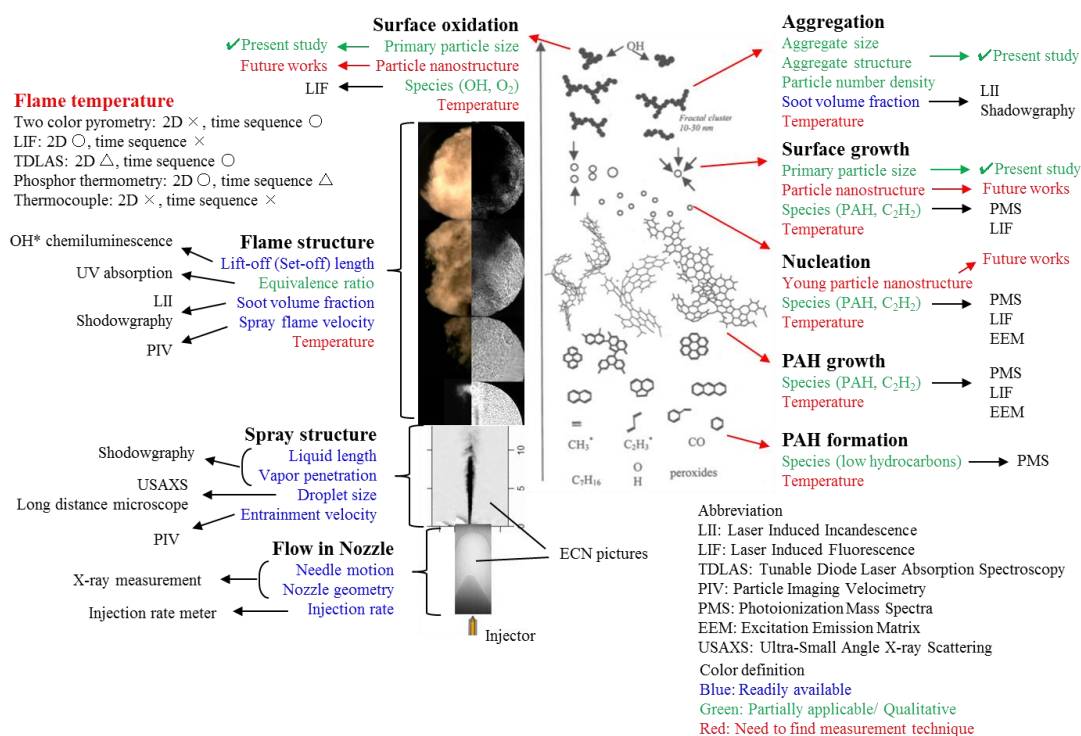 Surface oxidation
✓Present study
Primary particle size
Future works
Particle nanostructure
LIF
Species (OH, O₂)
Temperature
Flame temperature
Two color pyrometry: 2D ×, time sequence ○
LIF: 2D ○, time sequence ×
TDLAS: 2D △, time sequence ○
Phosphor thermometry: 2D ○, time sequence △
Thermocouple: 2D ×, time sequence ×
Flame structure
OH* chemiluminescence
Lift-off (Set-off) length
UV absorption
Equivalence ratio
LII
Shadowgraphy
Soot volume fraction
PIV
Spray flame velocity
Temperature
Spray structure
Shodowgraphy
Liquid length
Vapor penetration
USAXS
Long distance microscope
Droplet size
PIV
Entrainment velocity
10
5
0
Flow in Nozzle
X-ray measurement
Needle motion
Nozzle geometry
Injection rate meter
Injection rate
Injector
ECN pictures
OH
Fractal cluster
10-30 nm
CH₃*
C₂H₃*
CO
C₇H₁₆
O
H
peroxides
Aggregation
Aggregate size
Aggregate structure
✓Present study
Particle number density
Soot volume fraction
LII
Shadowgraphy
Temperature
Surface growth
Primary particle size
✓Present study
Particle nanostructure
Future works
Species (PAH, C₂H₂)
PMS
LIF
Temperature
Nucleation
Future works
Young particle nanostructure
Species (PAH, C₂H₂)
PMS
LIF
EEM
Temperature
PAH growth
Species (PAH, C₂H₂)
PMS
LIF
EEM
Temperature
PAH formation
Species (low hydrocarbons)
PMS
Temperature
Abbreviation
LII: Laser Induced Incandescence
LIF: Laser Induced Fluorescence
TDLAS: Tunable Diode Laser Absorption Spectroscopy
PIV: Particle Imaging Velocimetry
PMS: Photoionization Mass Spectra
EEM: Excitation Emission Matrix
USAXS: Ultra-Small Angle X-ray Scattering
Color definition
Blue: Readily available
Green: Partially applicable/ Qualitative
Red: Need to find measurement technique